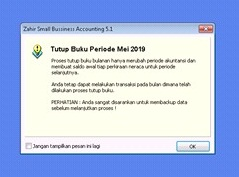 Zahir Small Bussiness Accounting 5.1
Tutup Buku Periode Mei 2019
Proses tutup buku bulanan hanya merubah periode akuntansi dan
membuat saldo awal tiap perkiraan neraca untuk periode
selanjutnya.
Anda tetap dapat melakukan transaksi pada bulan dimana telah
dilakukan proses tutup buku.
PERHATIAN : Anda sangat disarankan untuk membackup data
sebelum melanjutkan proses !
Jangan tampilkan pesan ini lagi
OK